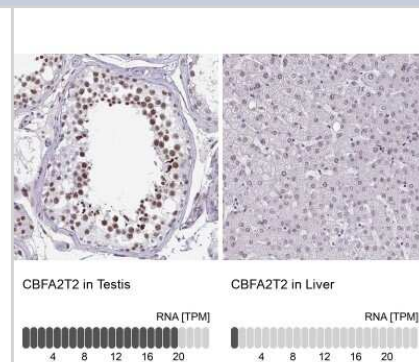 CBFA2T2 in Testis
CBFA2T2 in Liver
RNA [TPM]
RNA [TPM]
4 8 12 16 20
4 8 12 16 20